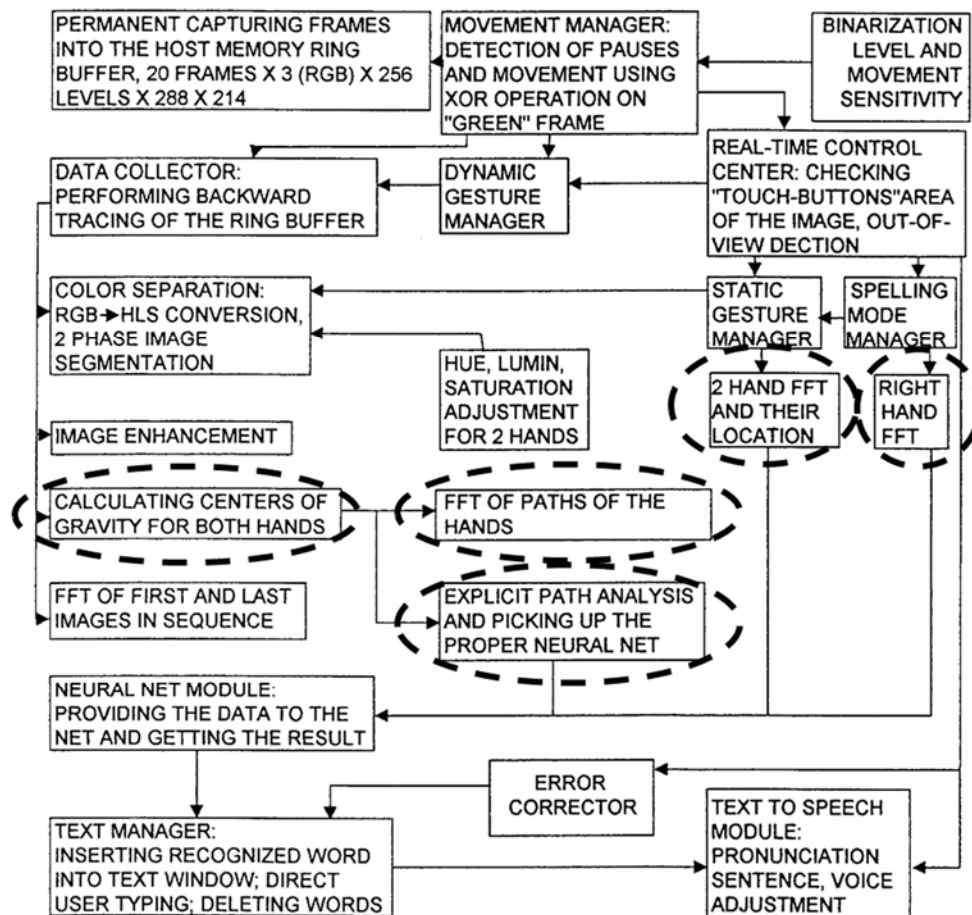 PERMANENT CAPTURING FRAMES
INTO THE HOST MEMORY RING
BUFFER, 20 FRAMES X 3 (RGB) X 256
LEVELS X 288 X 214
MOVEMENT MANAGER:
DETECTION OF PAUSES
AND MOVEMENT USING
XOR OPERATION ON
"GREEN" FRAME
BINARIZATION
LEVEL AND
MOVEMENT
SENSITIVITY
DATA COLLECTOR:
PERFORMING BACKWARD
TRACING OF THE RING BUFFER
DYNAMIC
GESTURE
MANAGER
REAL-TIME CONTROL
CENTER: CHECKING
"TOUCH-BUTTONS"AREA
OF THE IMAGE, OUT-OF-
VIEW DECTION
COLOR SEPARATION:
RGB→HLS CONVERSION,
2 PHASE IMAGE
SEGMENTATION
HUE, LUMIN,
SATURATION
ADJUSTMENT
FOR 2 HANDS
STATIC
GESTURE
MANAGER
SPELLING
MODE
MANAGER
2 HAND FFT
AND THEIR
LOCATION
RIGHT
HAND
FFT
IMAGE ENHANCEMENT
CALCULATING CENTERS OF
GRAVITY FOR BOTH HANDS
FFT OF PATHS OF THE
HANDS
FFT OF FIRST AND LAST
IMAGES IN SEQUENCE
EXPLICIT PATH ANALYSIS
AND PICKING UP THE
PROPER NEURAL NET
NEURAL NET MODULE:
PROVIDING THE DATA TO THE
NET AND GETTING THE RESULT
ERROR
CORRECTOR
TEXT MANAGER:
INSERTING RECOGNIZED WORD
INTO TEXT WINDOW; DIRECT
USER TYPING; DELETING WORDS
TEXT TO SPEECH
MODULE:
PRONUNCIATION
SENTENCE, VOICE
ADJUSTMENT